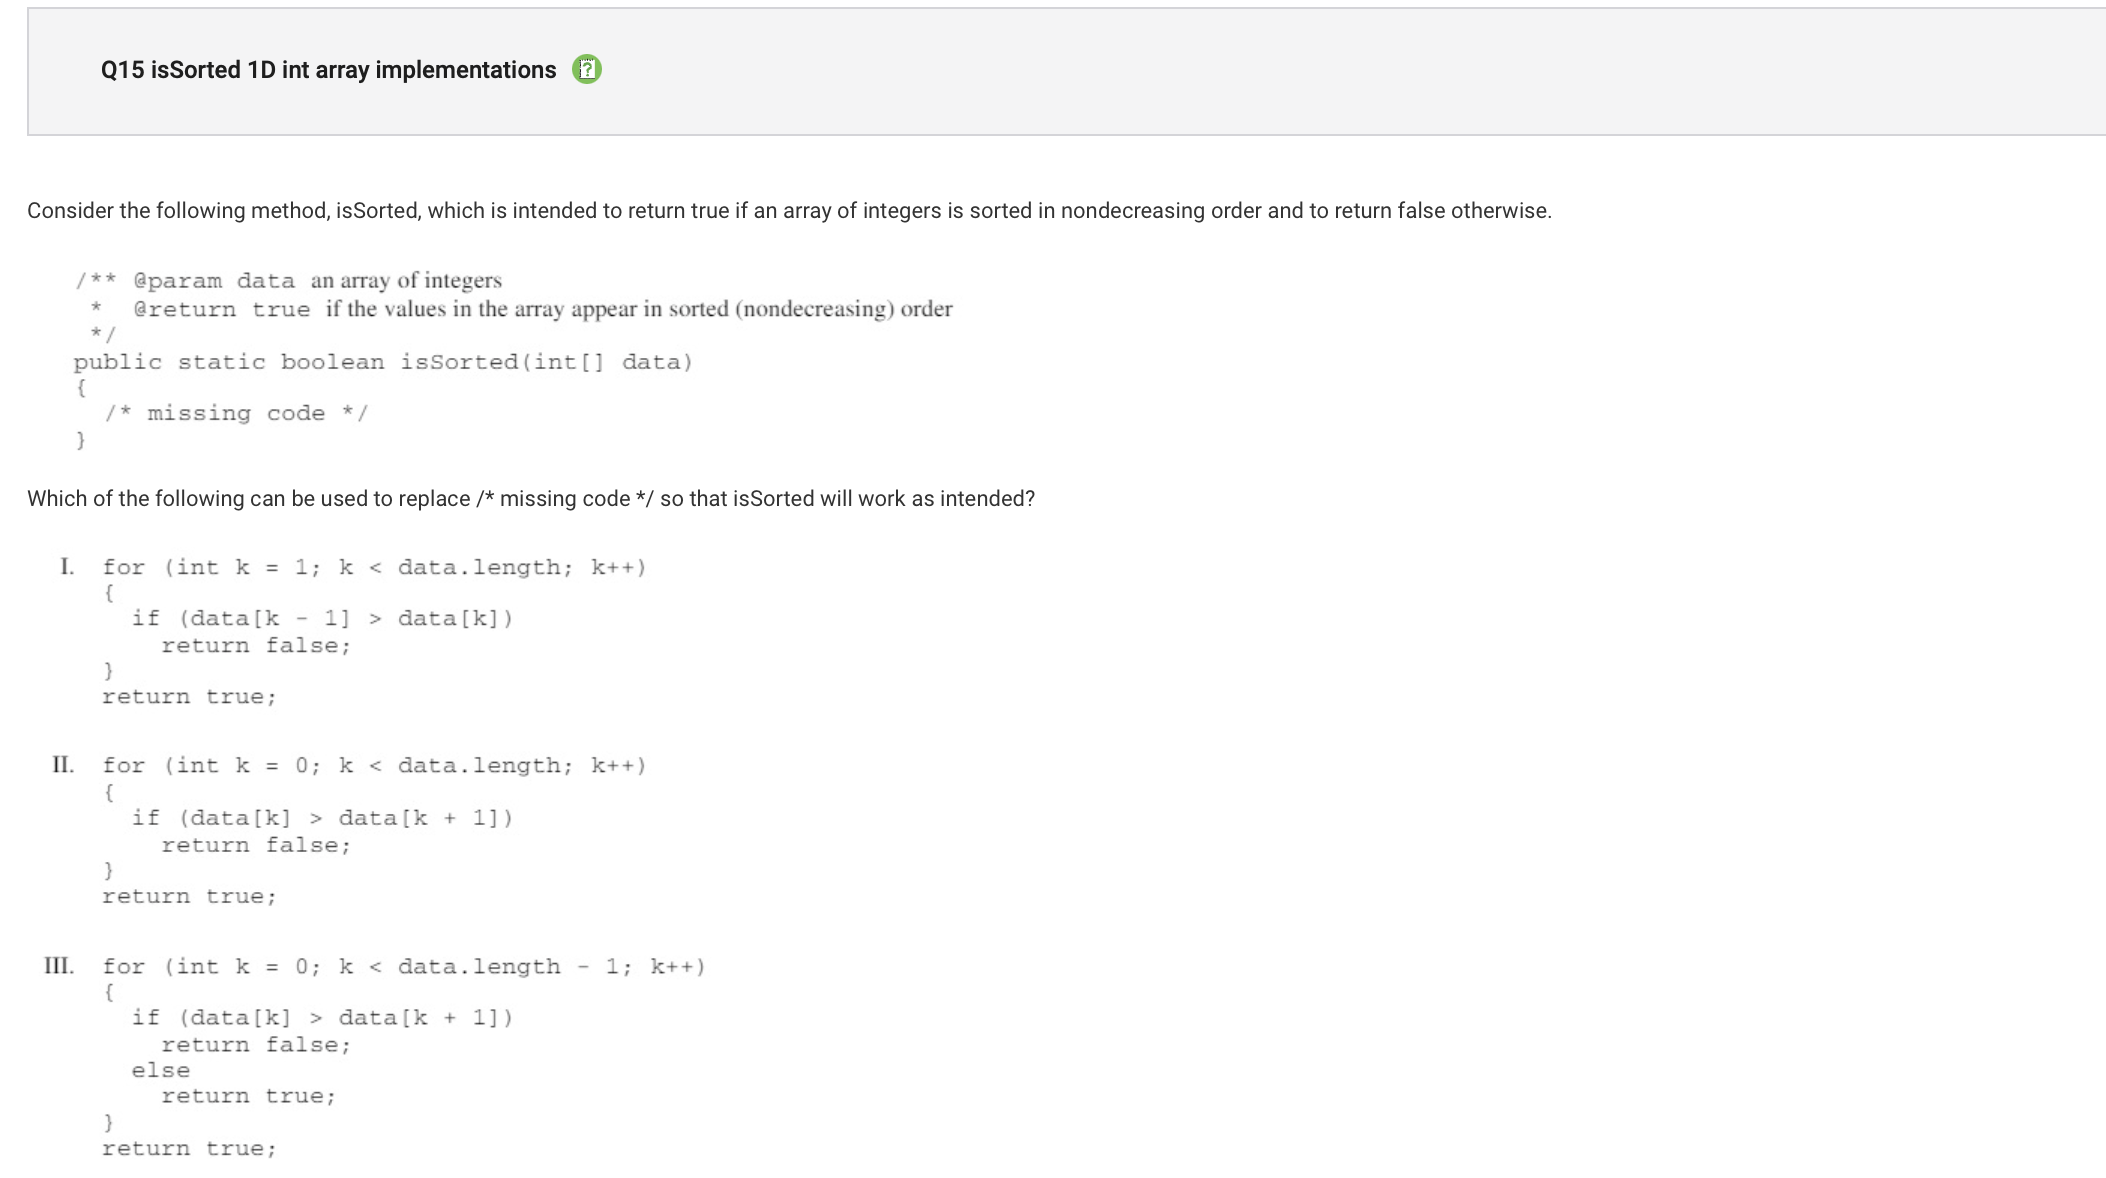 Q15 isSorted 1D int array implementations
Consider the following method, isSorted, which is intended to return true if an array of integers is sorted in nondecreasing order and to return false otherwise.
/** @param data an array of integers
* @return true if the values in the array appear in sorted (nondecreasing) order
*/
public static boolean isSorted(int[] data)
{
/* missing code */
}
Which of the following can be used to replace /* missing code */ so that isSorted will work as intended?
I. for (int k = 1; k < data.length; k++)
{
if (data[k - 1] > data[k])
return false;
}
return true;
II. for (int k = 0; k < data.length; k++)
{
if (data[k] > data[k + 1])
return false;
}
return true;
III. for (int k = 0; k < data.length - 1; k++)
{
if (data[k] > data[k + 1])
return false;
else
return true;
}
return true;